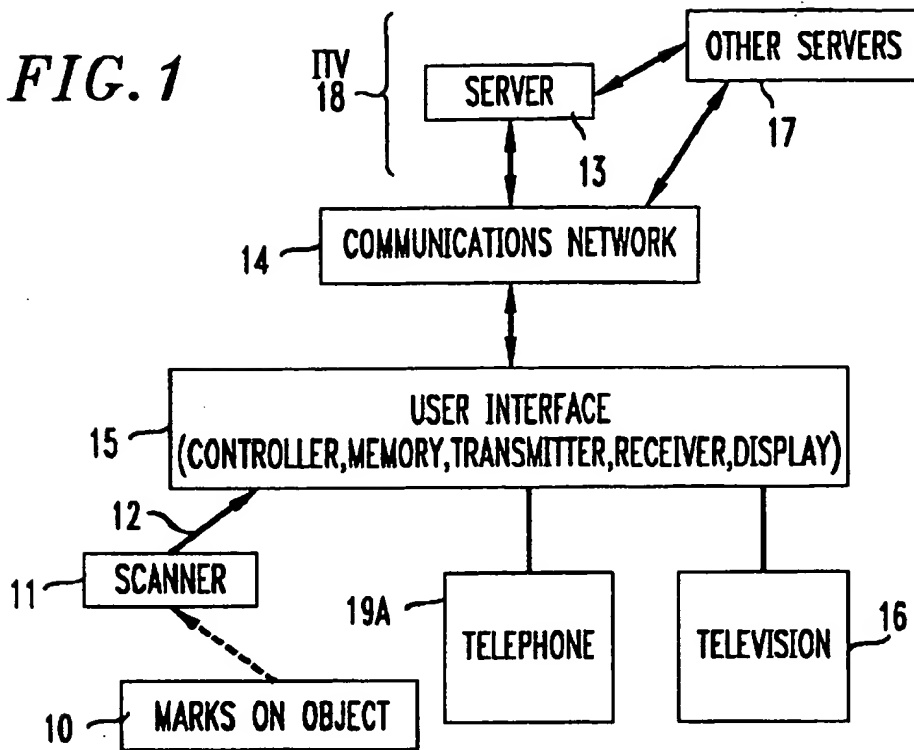 FIG. 1
ITV
18
SERVER
13
OTHER SERVERS
17
14
COMMUNICATIONS NETWORK
15
USER INTERFACE
(CONTROLLER,MEMORY,TRANSMITTER,RECEIVER,DISPLAY)
12
11
SCANNER
19A
TELEPHONE
TELEVISION
16
10
MARKS ON OBJECT